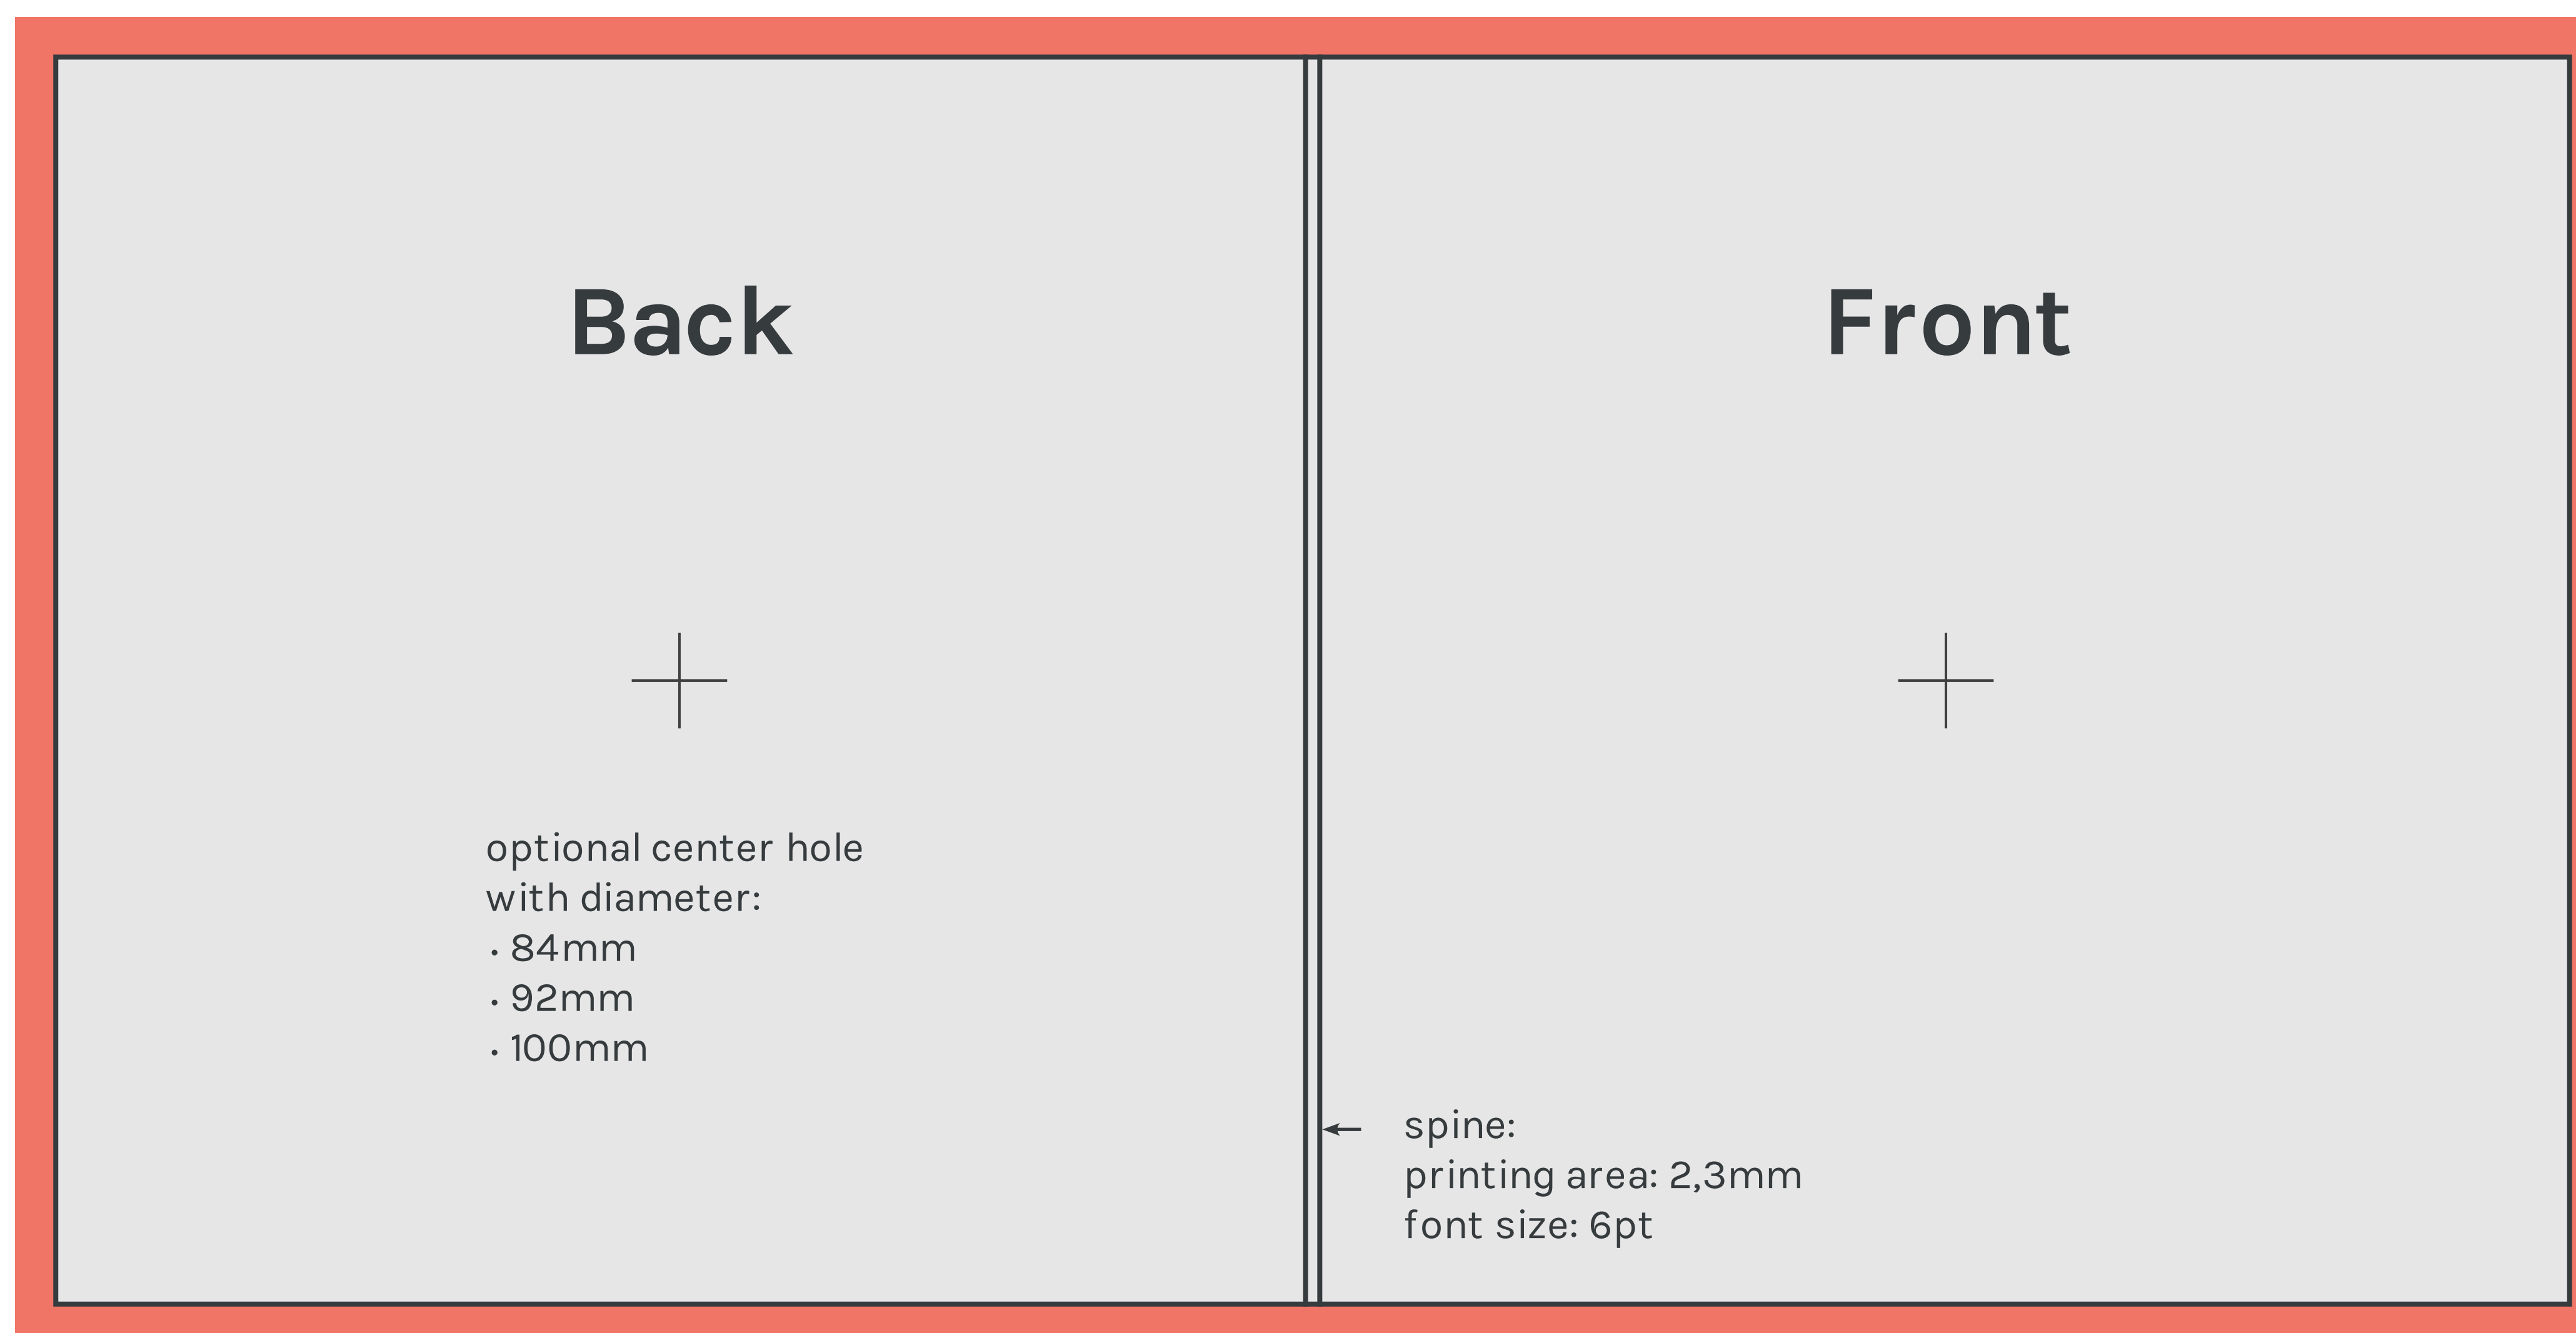 Back
optional center hole
with diameter:
· 84mm
· 92mm
· 100mm
Front
spine:
printing area: 2,3mm
font size: 6pt